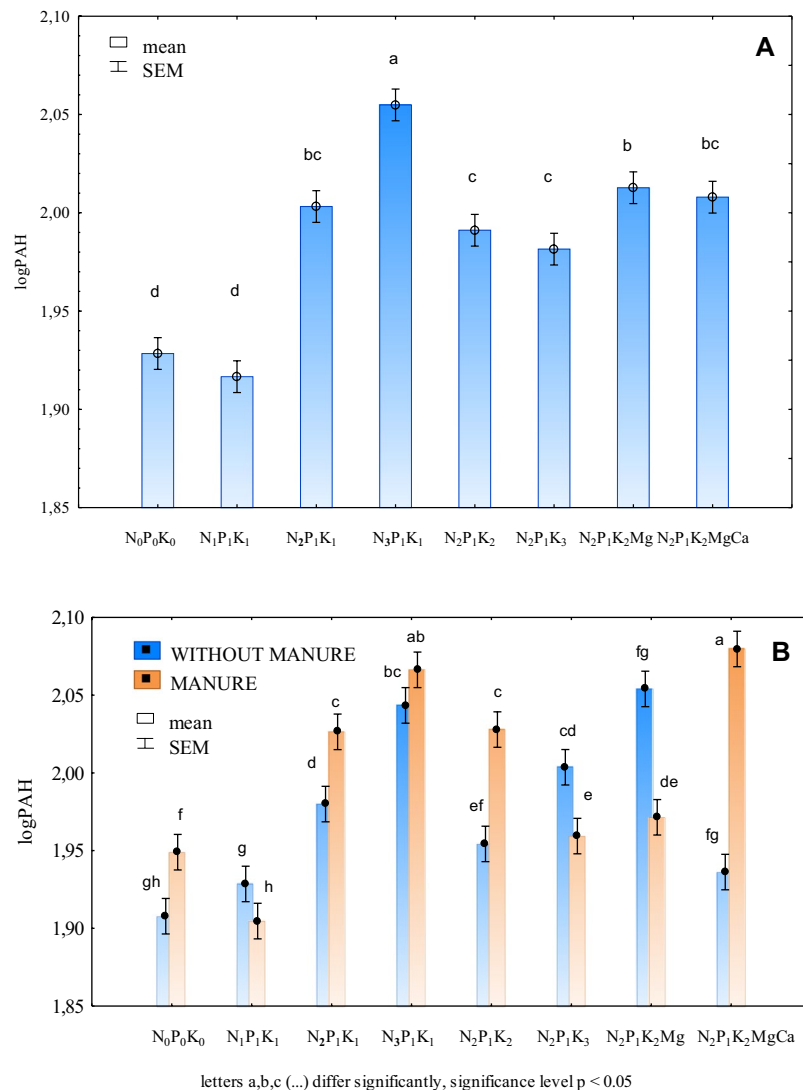 2,10
mean
SEM
A
a
2,05
b
bc
bc
c
c
2,00
logPAH
1,95
d
d
1,90
1,85
N₀P₀K₀ N₁P₁K₁ N₂P₁K₁ N₃P₁K₁ N₂P₁K₂ N₂P₁K₃ N₂P₁K₂Mg N₂P₁K₂MgCa
2,10
WITHOUT MANURE
MANURE
B
ab
a
fg
bc
mean
SEM
2,05
c
c
cd
d
2,00
logPAH
de
ef
e
f
1,95
fg
g
gh
h
1,90
1,85
N₀P₀K₀ N₁P₁K₁ N₂P₁K₁ N₃P₁K₁ N₂P₁K₂ N₂P₁K₃ N₂P₁K₂Mg N₂P₁K₂MgCa
letters a,b,c (...) differ significantly, significance level p < 0.05